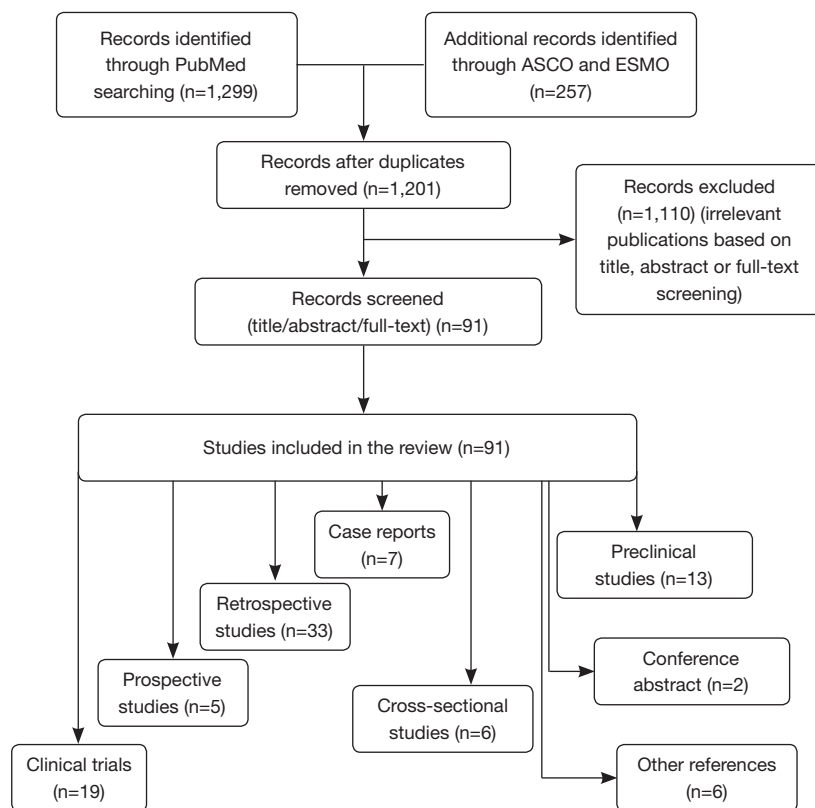 Records identified
through PubMed
searching (n=1,299)
Additional records identified
through ASCO and ESMO
(n=257)
Records after duplicates
removed (n=1,201)
Records excluded
(n=1,110) (irrelevant
publications based on
title, abstract or full-text
screening)
Records screened
(title/abstract/full-text) (n=91)
Studies included in the review (n=91)
Case reports
(n=7)
Preclinical
studies (n=13)
Retrospective
studies (n=33)
Conference
abstract (n=2)
Prospective
studies (n=5)
Cross-sectional
studies (n=6)
Clinical trials
(n=19)
Other references
(n=6)